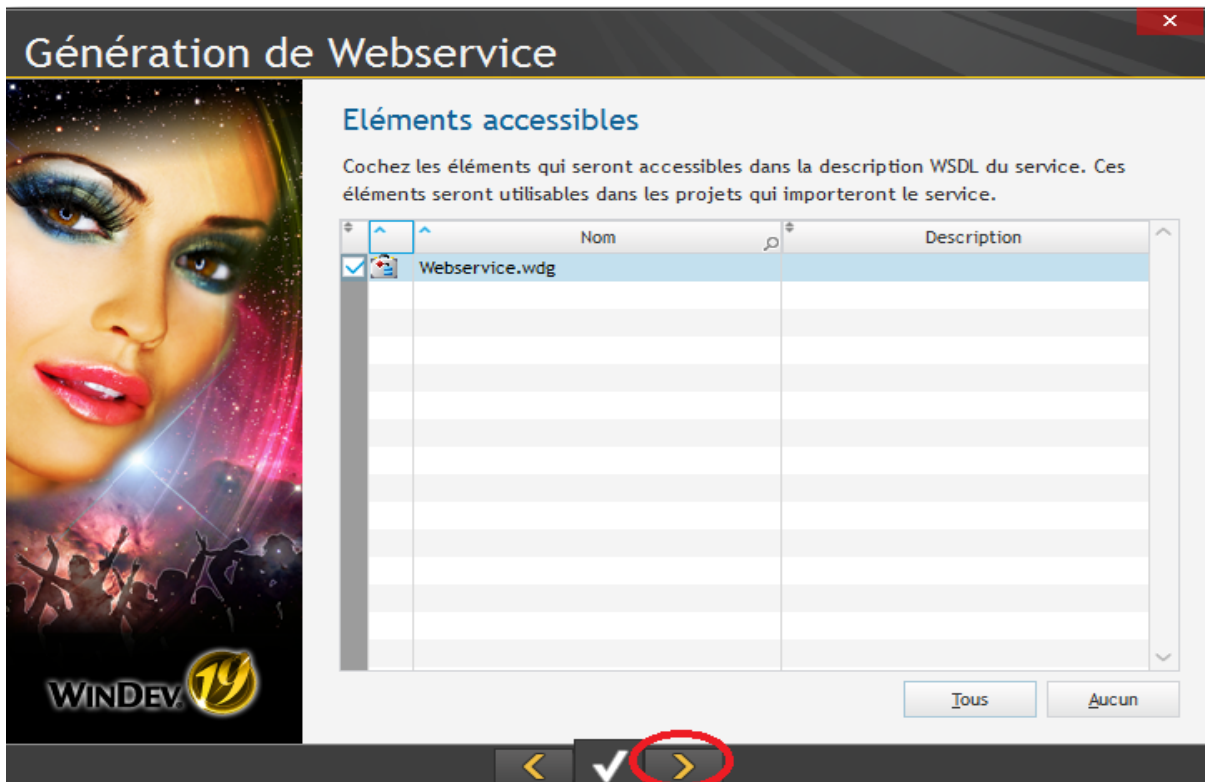 Génération de Webservice
Eléments accessibles
Cochez les éléments qui seront accessibles dans la description WSDL du service. Ces
éléments seront utilisables dans les projets qui importeront le service.
Nom Description
Webservice.wdg
Tous Aucun
WINDEV. 19